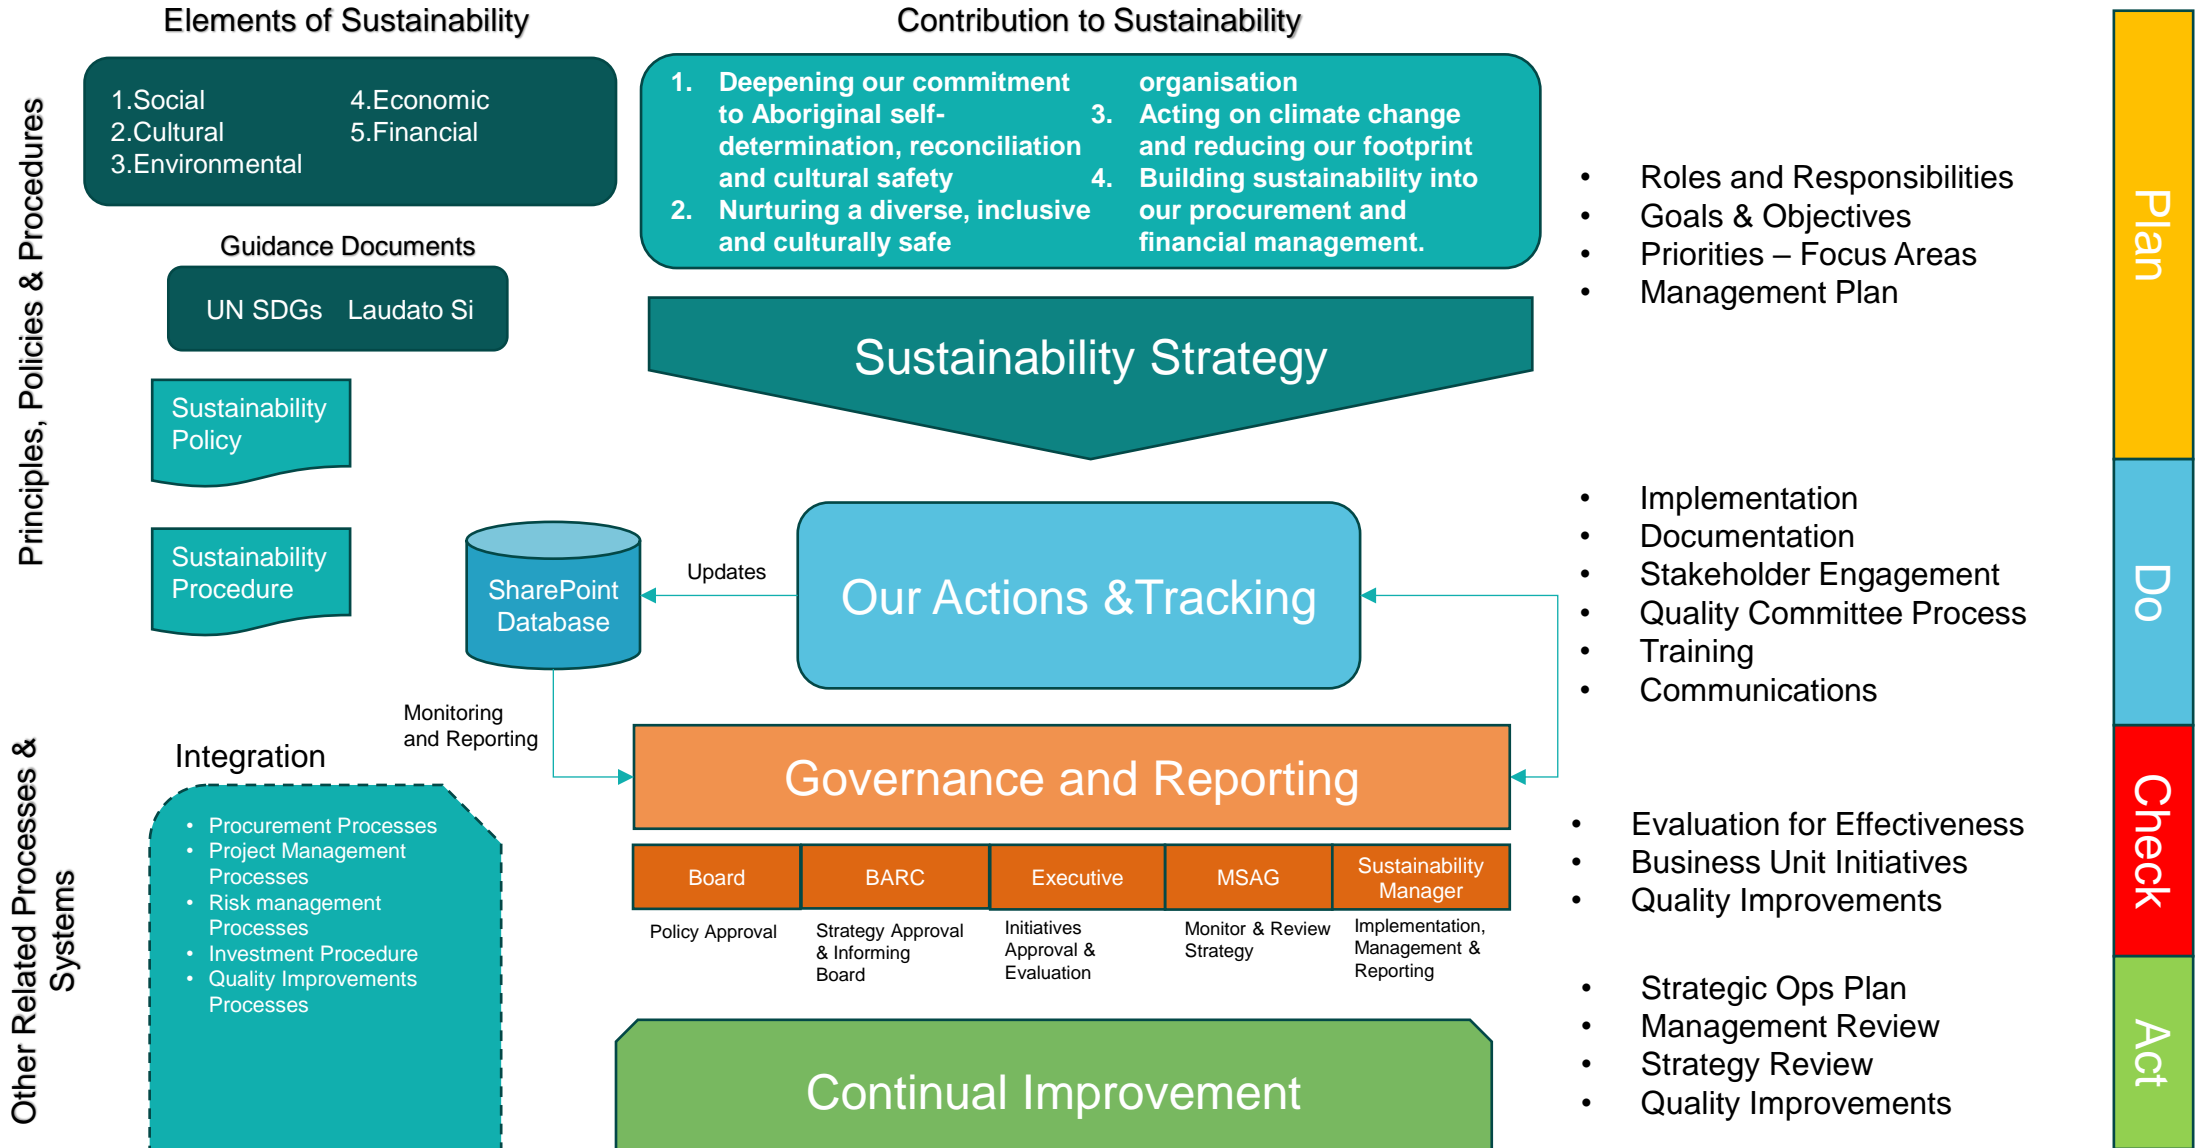 Elements of Sustainability
Contribution to Sustainability
Principles, Policies & Procedures
1.Social
2.Cultural
3.Environmental
4.Economic
5.Financial
1. Deepening our commitment
to Aboriginal self-
determination, reconciliation
and cultural safety
2. Nurturing a diverse, inclusive
and culturally safe
organisation
3. Acting on climate change
and reducing our footprint
4. Building sustainability into
our procurement and
financial management.
• Roles and Responsibilities
• Goals & Objectives
• Priorities – Focus Areas
• Management Plan
Plan
Guidance Documents
UN SDGs Laudato Si
Sustainability Strategy
Sustainability
Policy
Sustainability
Procedure
SharePoint
Database
Updates
Our Actions &Tracking
• Implementation
• Documentation
• Stakeholder Engagement
• Quality Committee Process
• Training
• Communications
Do
Monitoring
and Reporting
Other Related Processes &
Systems
Integration
• Procurement Processes
• Project Management
Processes
• Risk management
Processes
• Investment Procedure
• Quality Improvements
Processes
Governance and Reporting
Board
BARC
Executive
MSAG
Sustainability
Manager
Policy Approval
Strategy Approval
& Informing
Board
Initiatives
Approval &
Evaluation
Monitor & Review
Strategy
Implementation,
Management &
Reporting
• Evaluation for Effectiveness
• Business Unit Initiatives
• Quality Improvements
Check
Continual Improvement
• Strategic Ops Plan
• Management Review
• Strategy Review
• Quality Improvements
Act